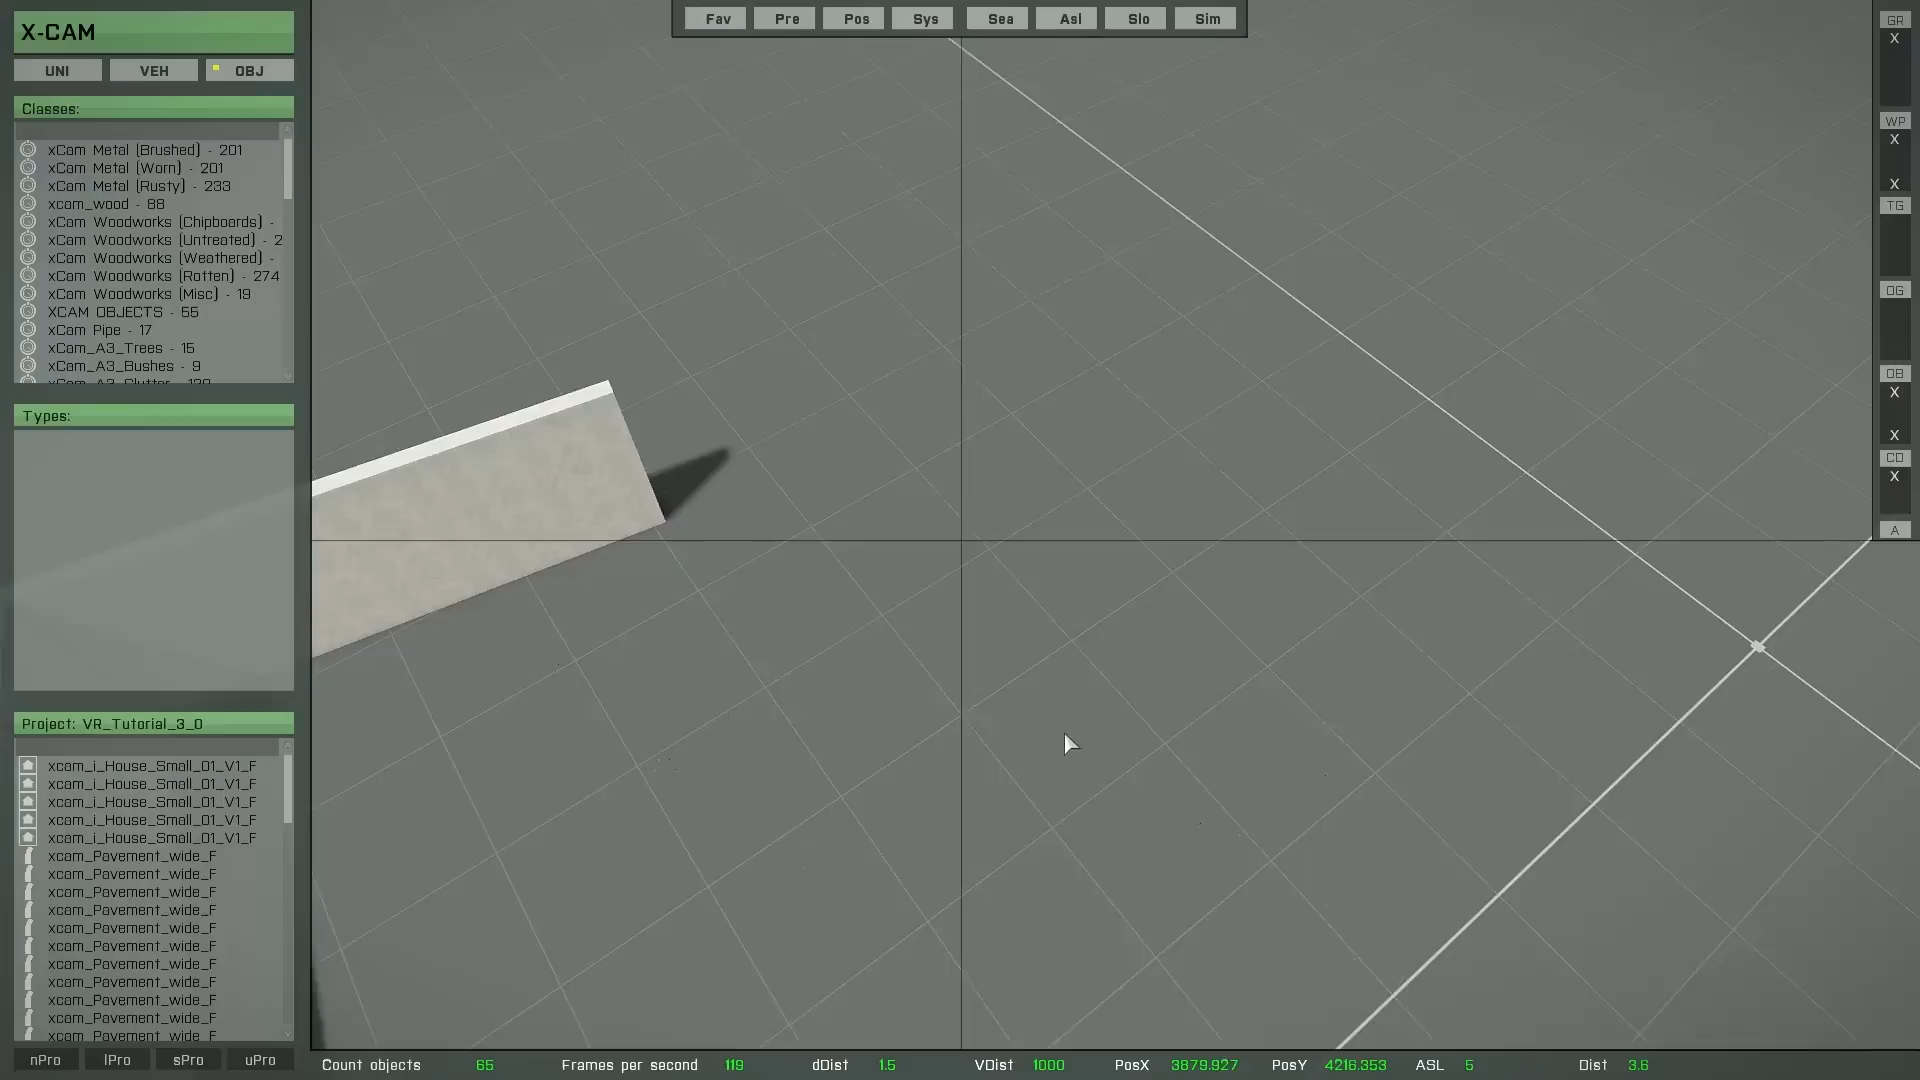 X-CAM
UNI VEH OBJ
Classes:
xCam Metal (Brushed) - 201
xCam Metal (Worn) - 201
xCam Metal (Rusty) - 233
xcam_wood - 88
xCam Woodworks (Chipboards) -
xCam Woodworks (Untreated) - 2
xCam Woodworks (Weathered) -
xCam Woodworks (Rotten) - 274
xCam Woodworks (Misc) - 19
XCAM OBJECTS - 55
xCam Pipe - 17
xCam_A3_Trees - 15
xCam_A3_Bushes - 9
xCam_A3_Clutter
Types:
Project: VR_Tutorial_3_0
xcam_i_House_Small_01_V1_F
xcam_i_House_Small_01_V1_F
xcam_i_House_Small_01_V1_F
xcam_i_House_Small_01_V1_F
xcam_i_House_Small_01_V1_F
xcam_Pavement_wide_F
xcam_Pavement_wide_F
xcam_Pavement_wide_F
xcam_Pavement_wide_F
xcam_Pavement_wide_F
xcam_Pavement_wide_F
xcam_Pavement_wide_F
xcam_Pavement_wide_F
xcam_Pavement_wide_F
xcam_Pavement_wide_F
xcam_Pavement_wide_F
nPro lPro sPro uPro
Fav Pre Pos Sys Sea Asl Slo Sim
GR
X
WP
X
X
TG
OG
OB
X
X
CO
X
A
Count objects 65 Frames per second 119 dDist 1.5 VDist 1000 PosX 3879.927 PosY 4216.353 ASL 5 Dist 3.6